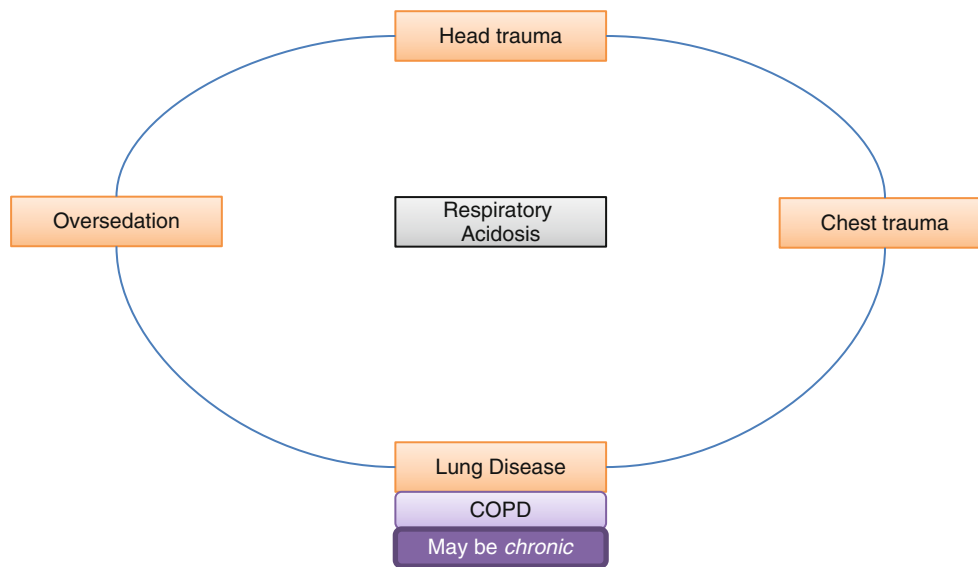 Head trauma
Oversedation
Respiratory
Acidosis
Chest trauma
Lung Disease
COPD
May be chronic